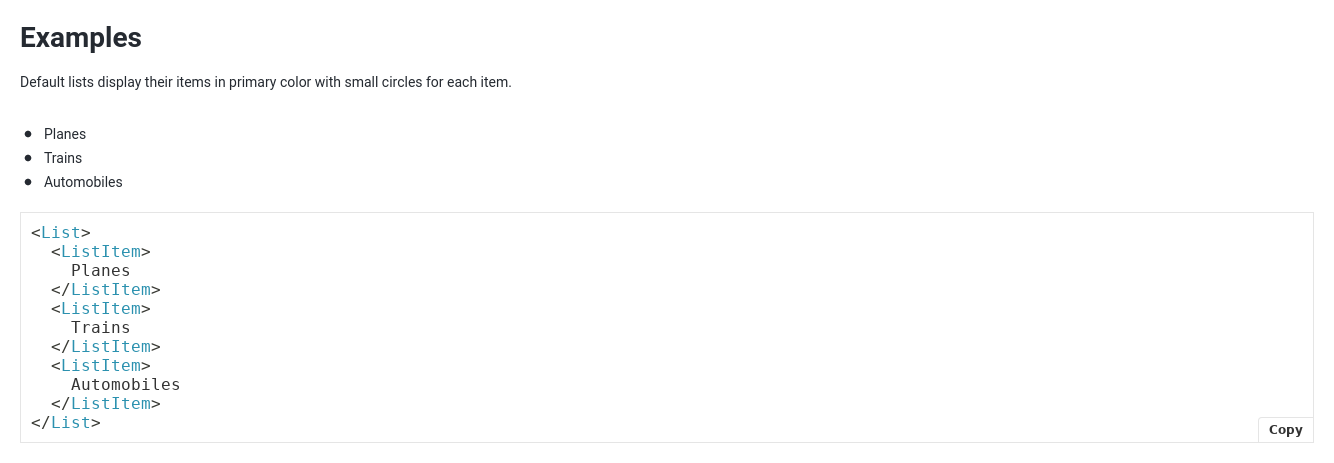 Examples
Default lists display their items in primary color with small circles for each item.
Planes
Trains
Automobiles
<List>
  <ListItem>
    Planes
  </ListItem>
  <ListItem>
    Trains
  </ListItem>
  <ListItem>
    Automobiles
  </ListItem>
</List>
Copy